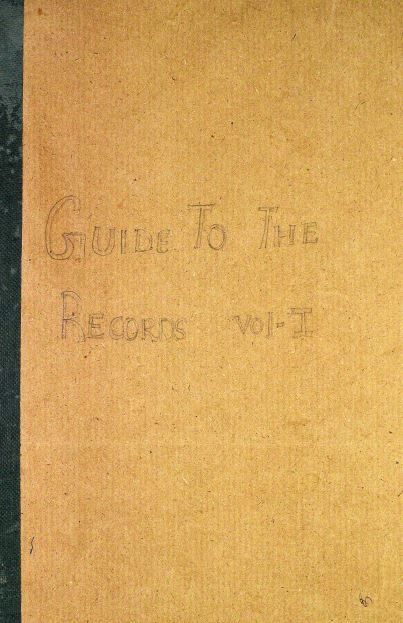 GUIDE TO THE
RECORDS VOl-I